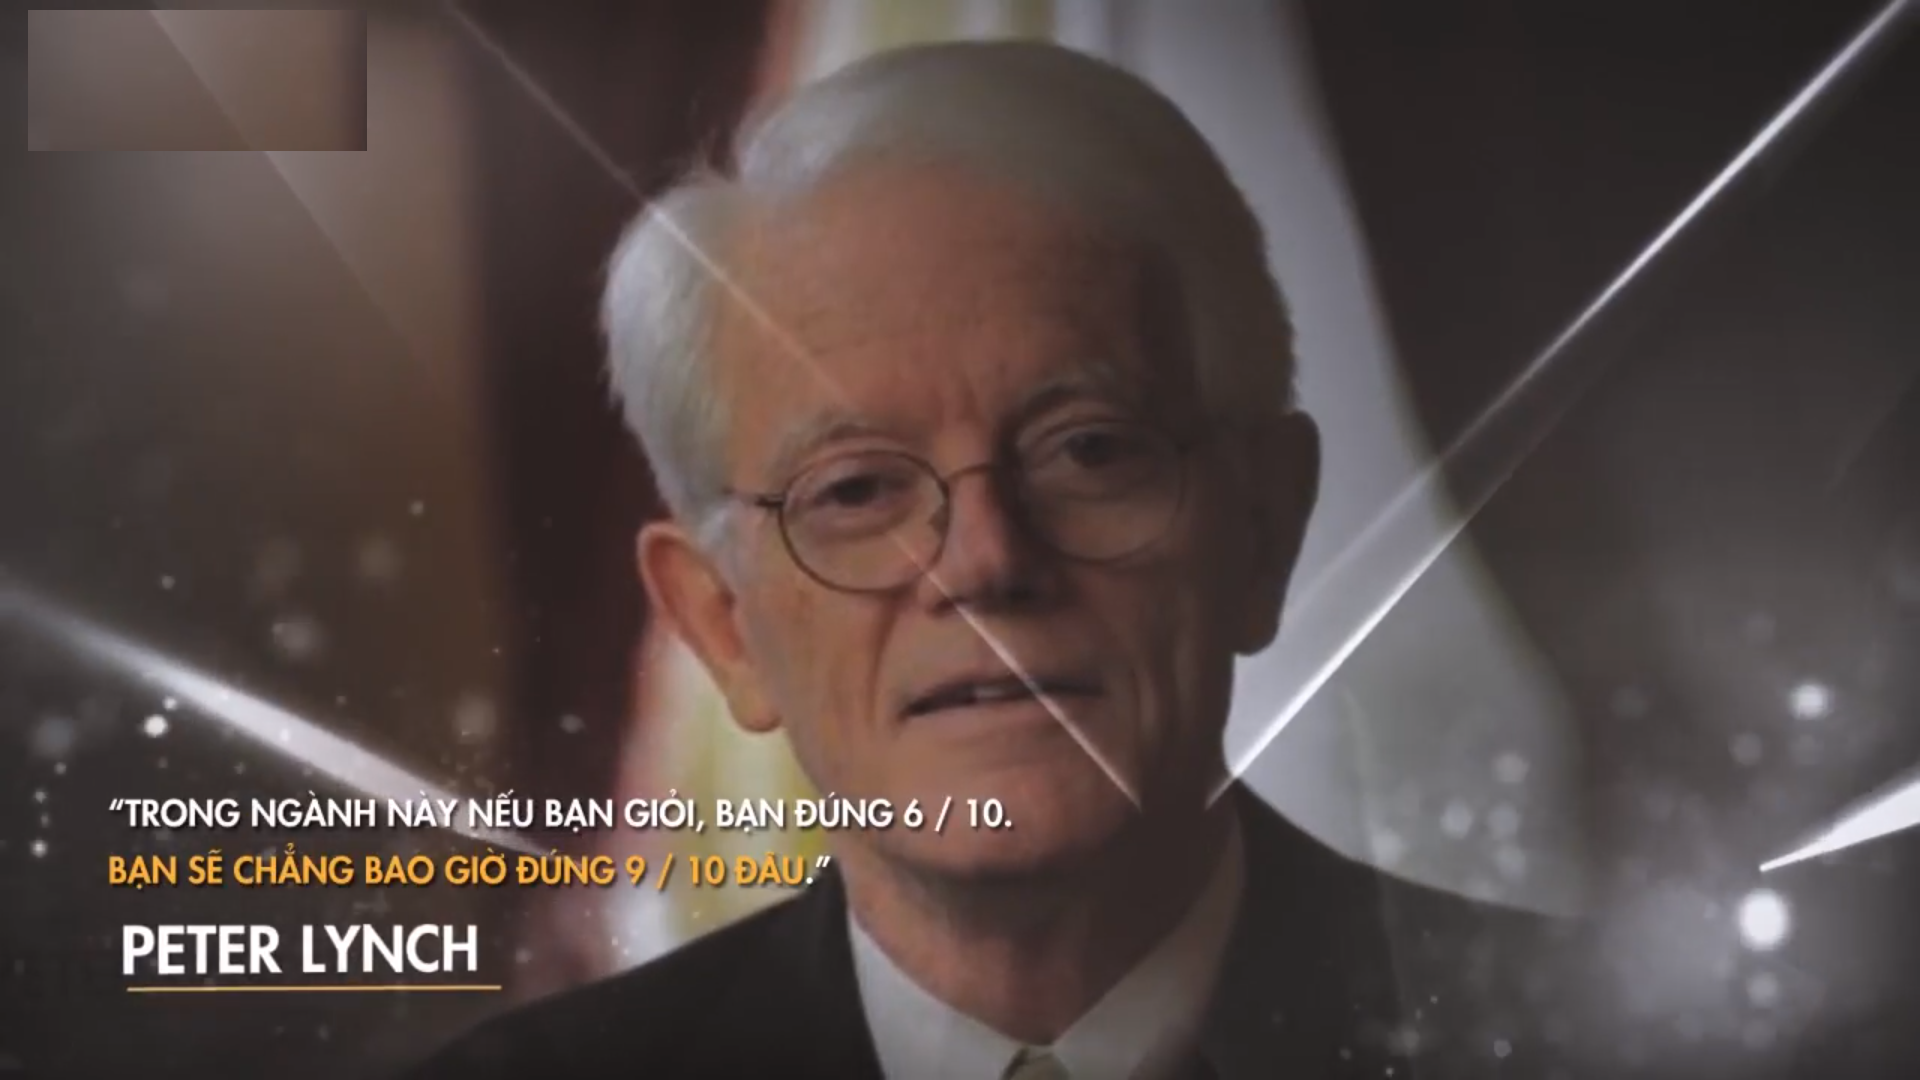 “TRONG NGÀNH NÀY NẾU BẠN GIỎI, BẠN ĐÚNG 6 / 10.
BẠN SẼ CHẲNG BAO GIỜ ĐÚNG 9 / 10 ĐÂU.”
PETER LYNCH